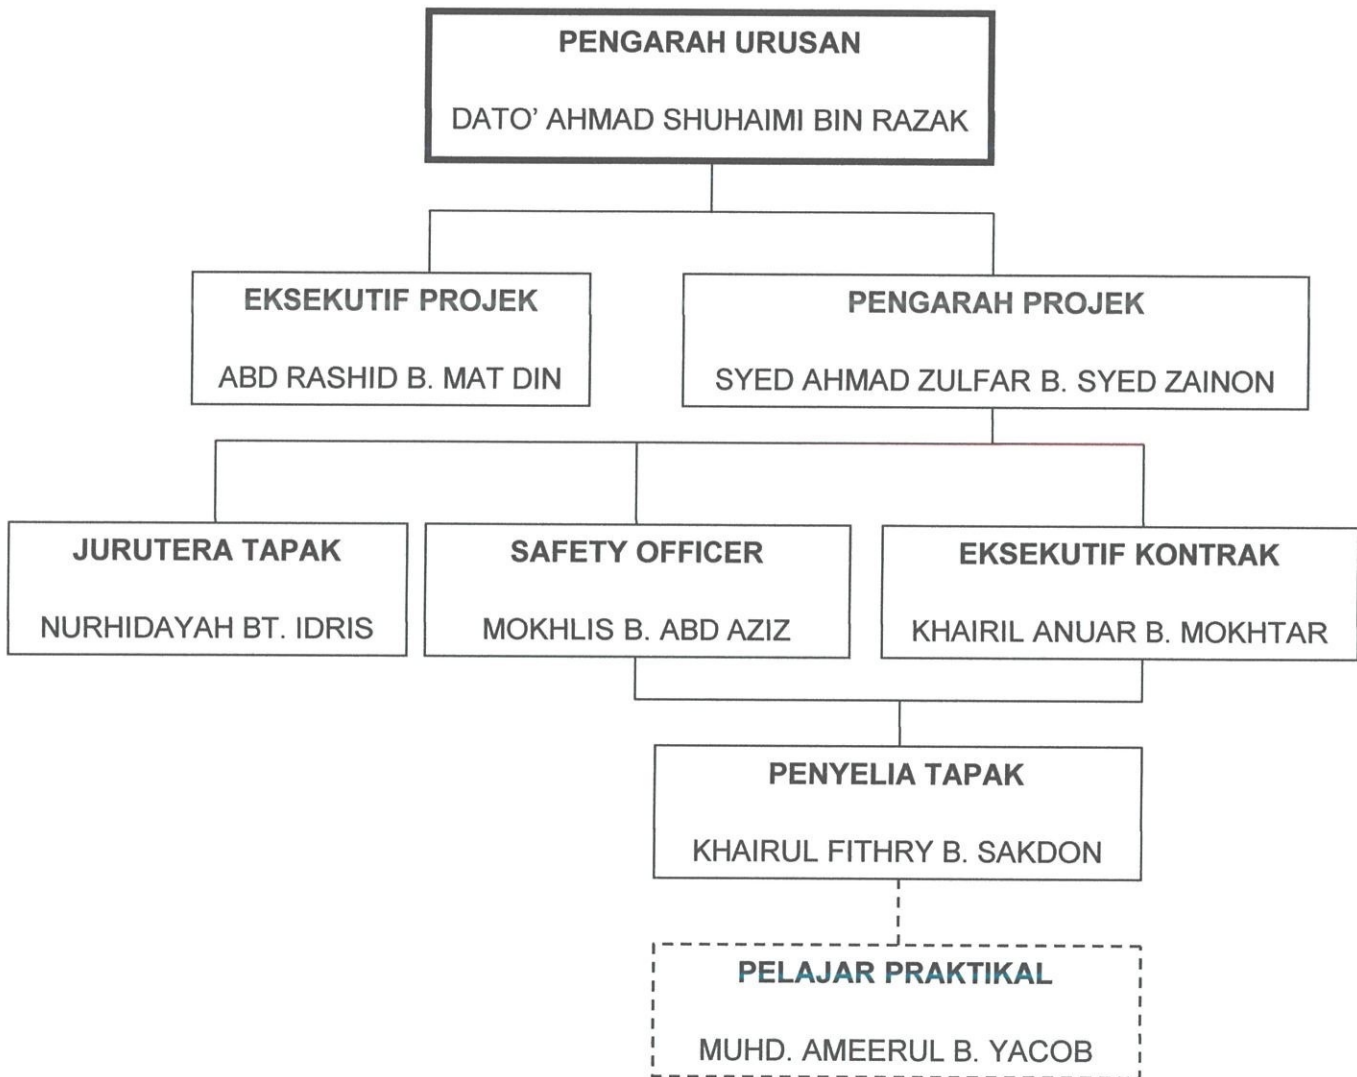 PENGARAH URUSAN
DATO' AHMAD SHUHAIMI BIN RAZAK
EKSEKUTIF PROJEK
ABD RASHID B. MAT DIN
PENGARAH PROJEK
SYED AHMAD ZULFAR B. SYED ZAINON
JURUTERA TAPAK
NURHIDAYAH BT. IDRIS
SAFETY OFFICER
MOKHLIS B. ABD AZIZ
EKSEKUTIF KONTRAK
KHAIRIL ANUAR B. MOKHTAR
PENYELIA TAPAK
KHAIRUL FITHRY B. SAKDON
PELAJAR PRAKTIKAL
MUHD. AMEERUL B. YACOB